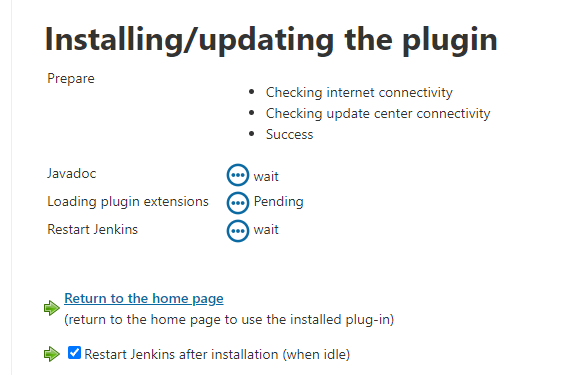 Installing/updating the plugin
Prepare
Checking internet connectivity
Checking update center connectivity
Success
Javadoc wait
Loading plugin extensions Pending
Restart Jenkins wait
Return to the home page
(return to the home page to use the installed plug-in)
Restart Jenkins after installation (when idle)